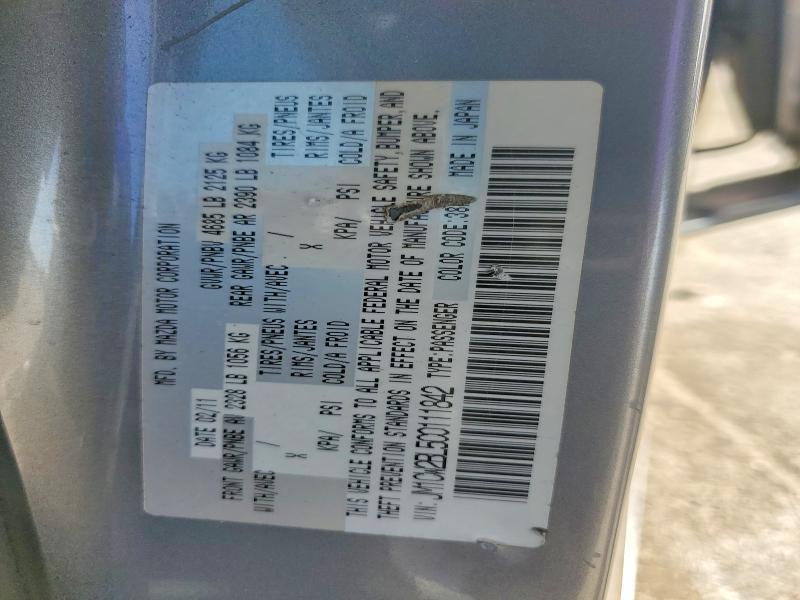 MFD. BY MAZDA MOTOR CORPORATION
DATE 02/11 GVWR/PNBV 4685 LB 2125 KG
FRONT GAWR/PNBE AV 2328 LB 1056 KG REAR GAWR/PNBE AR 2390 LB 1084 KG
WITH/AVEC / TIRES/PNEUS WITH/AVEC / TIRES/PNEUS
X RIMS/JANTES X RIMS/JANTES
KPA/ PSI COLD/A FROID KPA/ PSI COLD/A FROID
THIS VEHICLE CONFORMS TO ALL APPLICABLE FEDERAL MOTOR VEHICLE SAFETY, BUMPER, AND
THEFT PREVENTION STANDARDS IN EFFECT ON THE DATE OF SHOWN ABOVE.
VIN: JM1CW2BL5C0111842 TYPE:PASSENGER COLOR CODE:38 MADE IN JAPAN